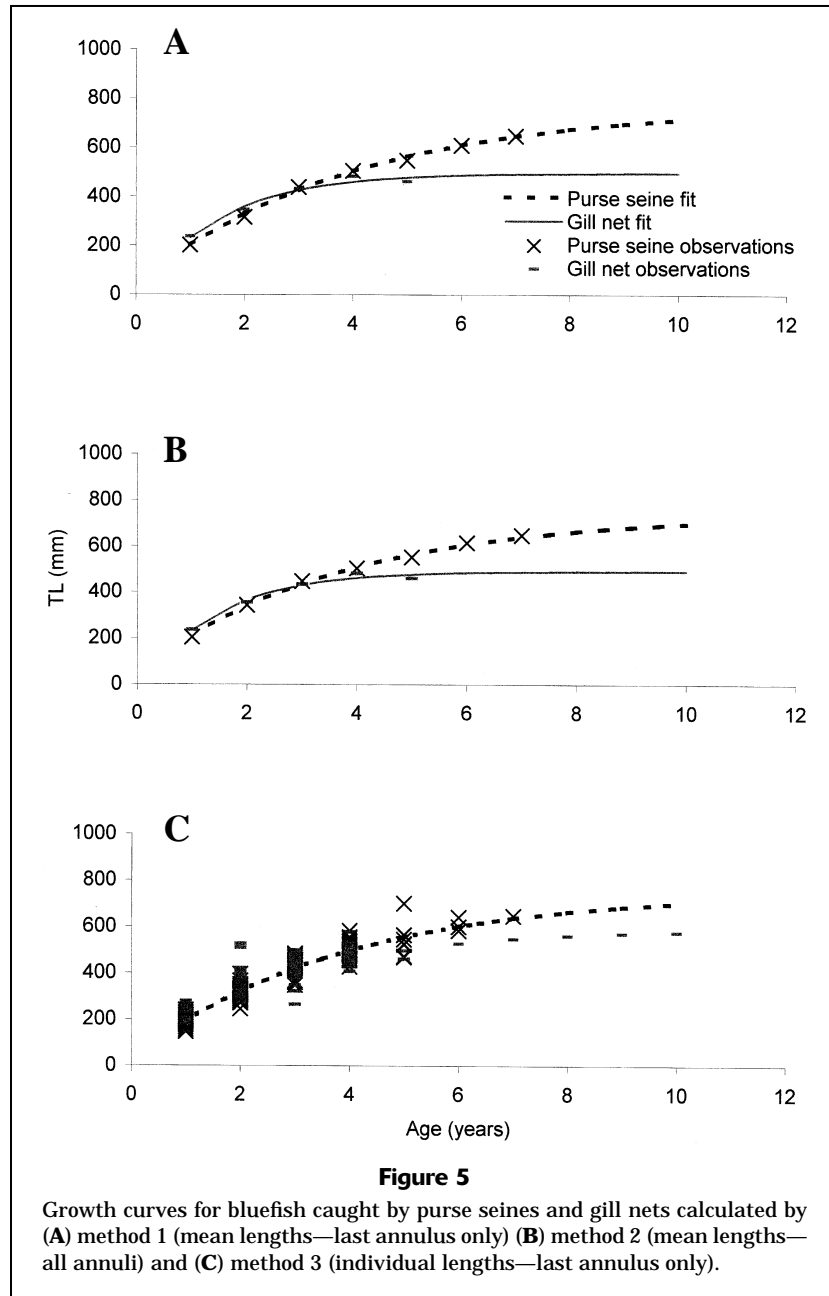 A
1000
800
600
400
200
0
0 2 4 6 8 10 12
Purse seine fit
Gill net fit
Purse seine observations
Gill net observations
B
1000
800
600
400
200
0
0 2 4 6 8 10 12
TL (mm)
C
1000
800
600
400
200
0
0 2 4 6 8 10 12
Age (years)
Figure 5
Growth curves for bluefish caught by purse seines and gill nets calculated by
(A) method 1 (mean lengths—last annulus only) (B) method 2 (mean lengths—
all annuli) and (C) method 3 (individual lengths—last annulus only).